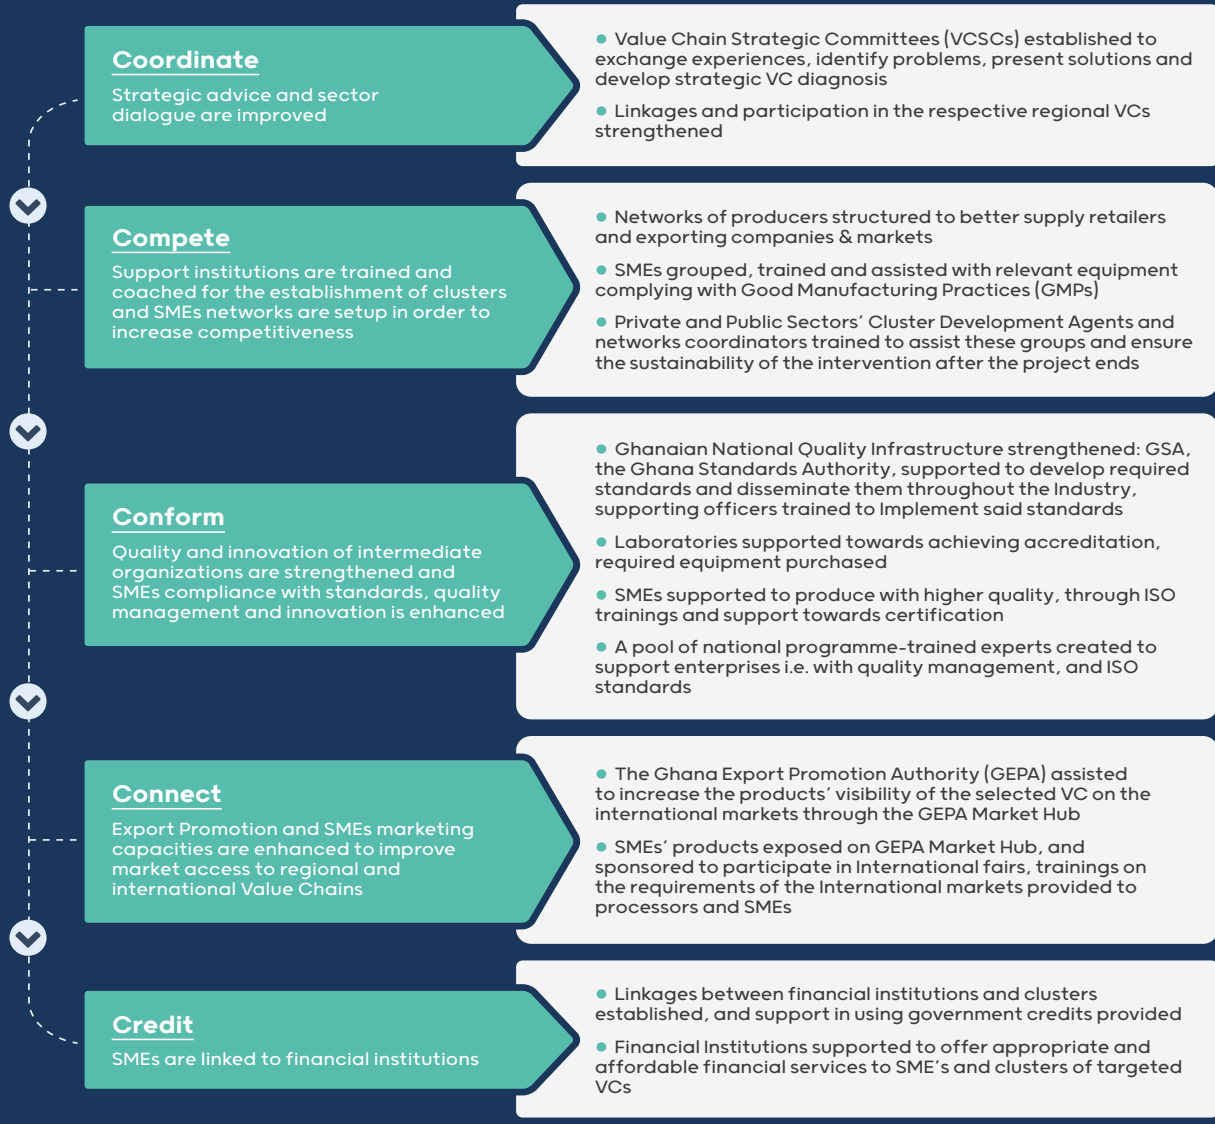 Coordinate
Strategic advice and sector
dialogue are improved
● Value Chain Strategic Committees (VCSCs) established to
exchange experiences, identify problems, present solutions and
develop strategic VC diagnosis
● Linkages and participation in the respective regional VCs
strengthened
Compete
Support institutions are trained and
coached for the establishment of clusters
and SMEs networks are setup in order to
increase competitiveness
● Networks of producers structured to better supply retailers
and exporting companies & markets
● SMEs grouped, trained and assisted with relevant equipment
complying with Good Manufacturing Practices (GMPs)
● Private and Public Sectors’ Cluster Development Agents and
networks coordinators trained to assist these groups and ensure
the sustainability of the intervention after the project ends
Conform
Quality and innovation of intermediate
organizations are strengthened and
SMEs compliance with standards, quality
management and innovation is enhanced
● Ghanaian National Quality Infrastructure strengthened: GSA,
the Ghana Standards Authority, supported to develop required
standards and disseminate them throughout the Industry,
supporting officers trained to Implement said standards
● Laboratories supported towards achieving accreditation,
required equipment purchased
● SMEs supported to produce with higher quality, through ISO
trainings and support towards certification
● A pool of national programme-trained experts created to
support enterprises i.e. with quality management, and ISO
standards
Connect
Export Promotion and SMEs marketing
capacities are enhanced to improve
market access to regional and
international Value Chains
● The Ghana Export Promotion Authority (GEPA) assisted
to increase the products’ visibility of the selected VC on the
international markets through the GEPA Market Hub
● SMEs’ products exposed on GEPA Market Hub, and
sponsored to participate in International fairs, trainings on
the requirements of the International markets provided to
processors and SMEs
Credit
SMEs are linked to financial institutions
● Linkages between financial institutions and clusters
established, and support in using government credits provided
● Financial Institutions supported to offer appropriate and
affordable financial services to SME’s and clusters of targeted
VCs